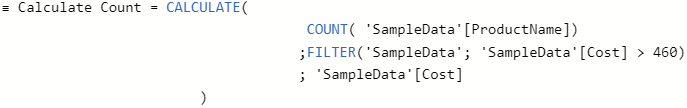 ≡ Calculate Count = CALCULATE(
COUNT( 'SampleData'[ProductName])
;FILTER('SampleData'; 'SampleData'[Cost] > 460)
; 'SampleData'[Cost]
)